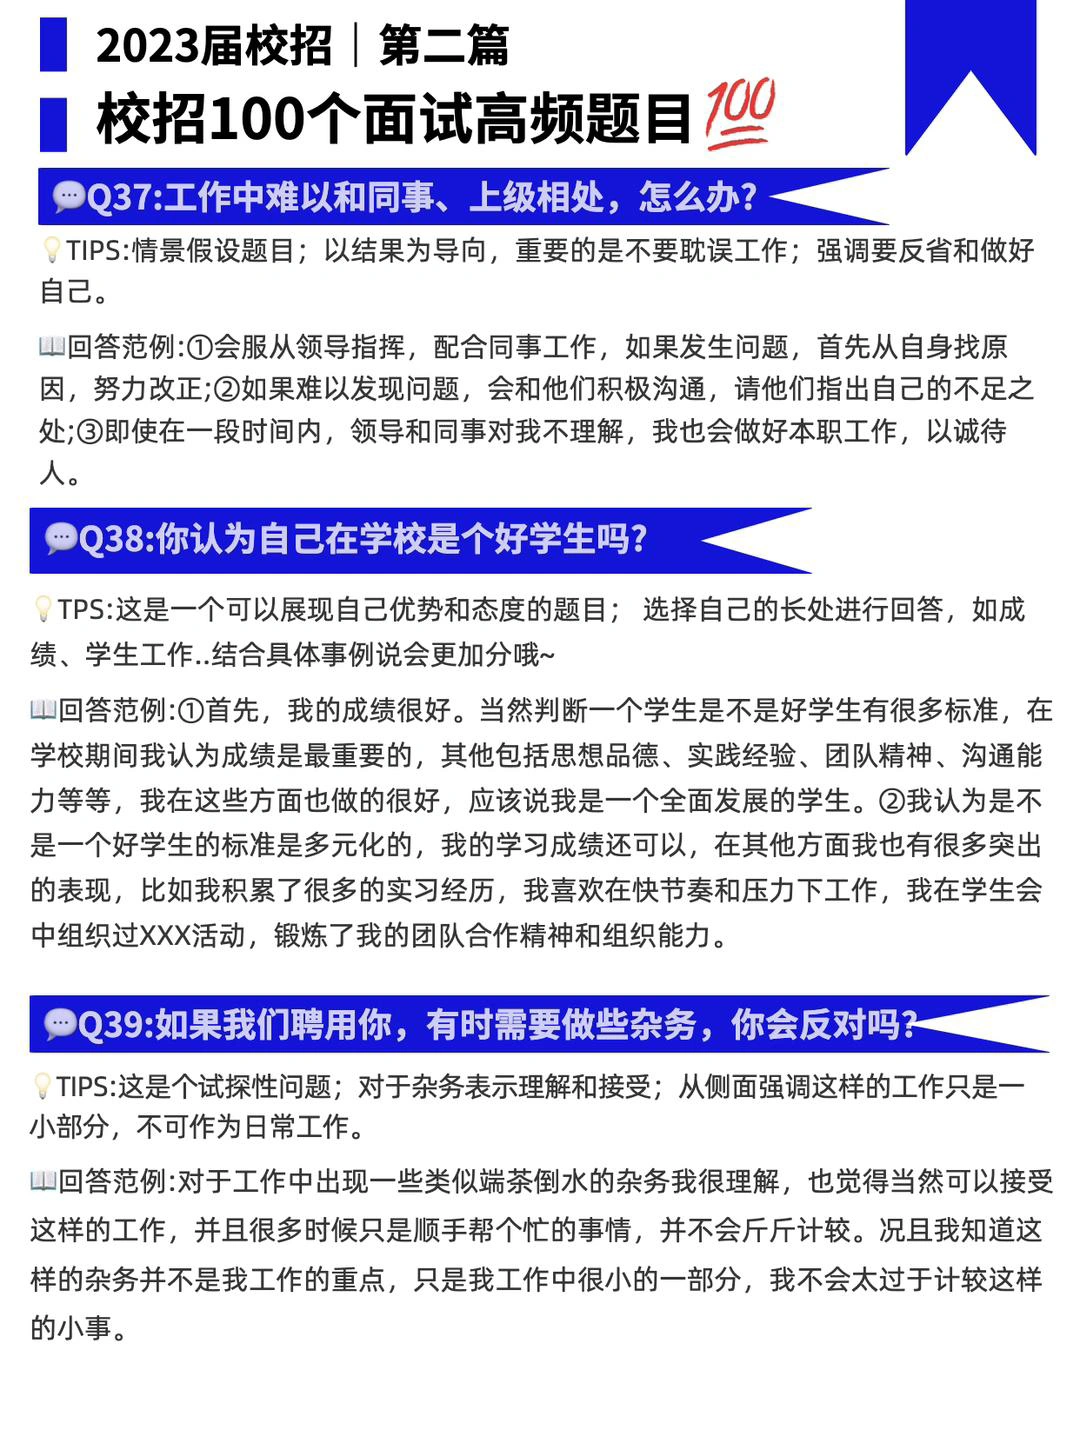 2023届校招｜第二篇
校招100个面试高频题目💯
💬Q37:工作中难以和同事、上级相处，怎么办?
💡TIPS:情景假设题目；以结果为导向，重要的是不要耽误工作；强调要反省和做好
自己。
📖回答范例:①会服从领导指挥，配合同事工作，如果发生问题，首先从自身找原
因，努力改正;②如果难以发现问题，会和他们积极沟通，请他们指出自己的不足之
处;③即使在一段时间内，领导和同事对我不理解，我也会做好本职工作，以诚待
人。
💬Q38:你认为自己在学校是个好学生吗?
💡TPS:这是一个可以展现自己优势和态度的题目； 选择自己的长处进行回答，如成
绩、学生工作..结合具体事例说会更加分哦~
📖回答范例:①首先，我的成绩很好。当然判断一个学生是不是好学生有很多标准，在
学校期间我认为成绩是最重要的，其他包括思想品德、实践经验、团队精神、沟通能
力等等，我在这些方面也做的很好，应该说我是一个全面发展的学生。②我认为是不
是一个好学生的标准是多元化的，我的学习成绩还可以，在其他方面我也有很多突出
的表现，比如我积累了很多的实习经历，我喜欢在快节奏和压力下工作，我在学生会
中组织过XXX活动，锻炼了我的团队合作精神和组织能力。
💬Q39:如果我们聘用你，有时需要做些杂务，你会反对吗?
💡TIPS:这是个试探性问题；对于杂务表示理解和接受；从侧面强调这样的工作只是一
小部分，不可作为日常工作。
📖回答范例:对于工作中出现一些类似端茶倒水的杂务我很理解，也觉得当然可以接受
这样的工作，并且很多时候只是顺手帮个忙的事情，并不会斤斤计较。况且我知道这
样的杂务并不是我工作的重点，只是我工作中很小的一部分，我不会太过于计较这样
的小事。